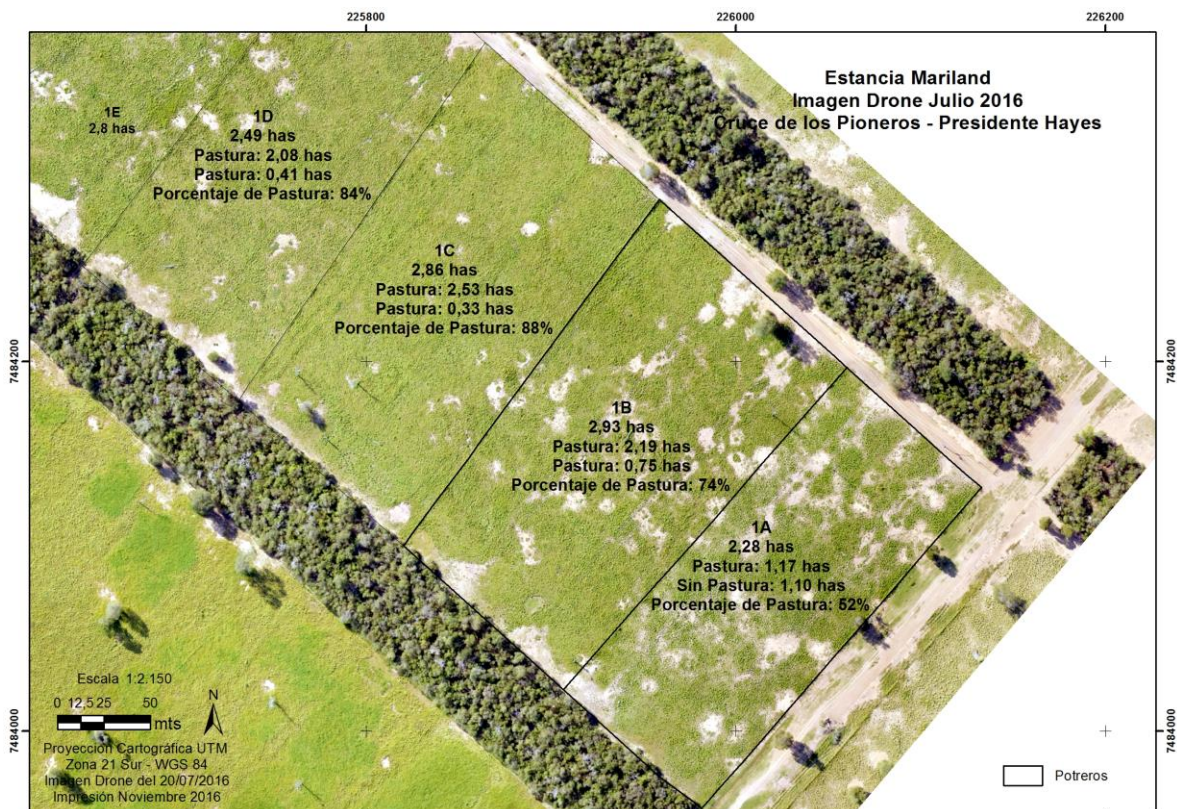 225800
226000
226200
Estancia Mariland
Imagen Drone Julio 2016
Cruce de los Pioneros - Presidente Hayes
1E
2,8 has
1D
2,49 has
Pastura: 2,08 has
Pastura: 0,41 has
Porcentaje de Pastura: 84%
1C
2,86 has
Pastura: 2,53 has
Pastura: 0,33 has
Porcentaje de Pastura: 88%
7484200
7484200
1B
2,93 has
Pastura: 2,19 has
Pastura: 0,75 has
Porcentaje de Pastura: 74%
1A
2,28 has
Pastura: 1,17 has
Sin Pastura: 1,10 has
Porcentaje de Pastura: 52%
Escala 1:2.150
0 12,5 25 50
mts
N
Proyección Cartográfica UTM
Zona 21 Sur - WGS 84
Imagen Drone del 20/07/2016
Impresión Noviembre 2016
7484000
7484000
Potreros